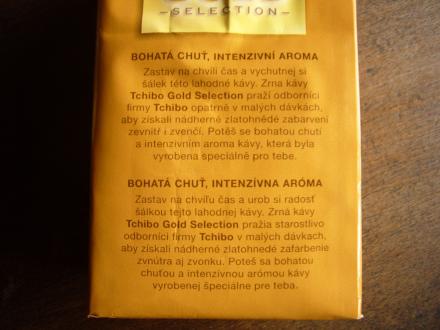 –SELECTION–
BOHATÁ CHUŤ, INTENZIVNÍ AROMA
Zastav na chvíli čas a vychutnej si
šálek této lahodné kávy. Zrna kávy
Tchibo Gold Selection praží odborníci
firmy Tchibo opatrně v malých dávkách,
aby získali nádherné zlatohnědé zabarvení
zevnitř i zvenčí. Potěš se bohatou chutí
a intenzivním aroma kávy, která byla
vyrobena speciálně pro tebe.
BOHATÁ CHUŤ, INTENZÍVNA ARÓMA
Zastav na chvíľu čas a urob si radosť
šálkou tejto lahodnej kávy. Zrná kávy
Tchibo Gold Selection pražia starostlivo
odborníci firmy Tchibo v malých dávkach,
aby získali nádherné zlatohnedé zafarbenie
zvnútra aj zvonku. Poteš sa bohatou
chuťou a intenzívnou arómou kávy
vyrobenej špeciálne pre teba.